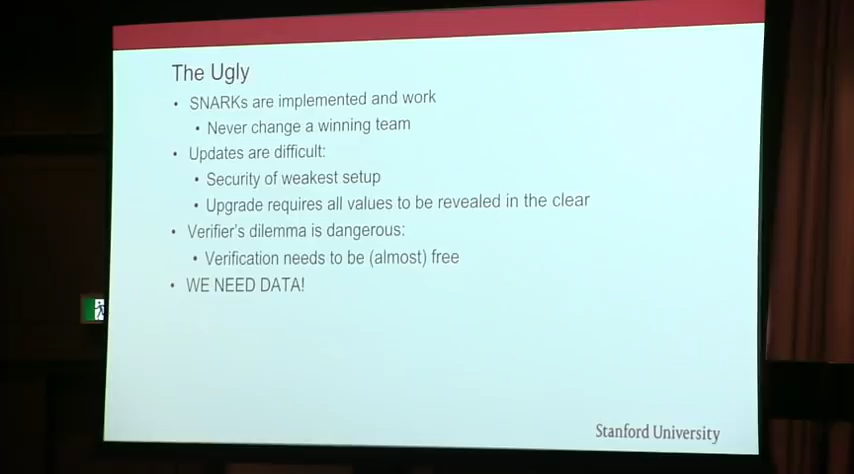 The Ugly
• SNARKs are implemented and work
• Never change a winning team
• Updates are difficult:
• Security of weakest setup
• Upgrade requires all values to be revealed in the clear
• Verifier's dilemma is dangerous:
• Verification needs to be (almost) free
• WE NEED DATA!
Stanford University